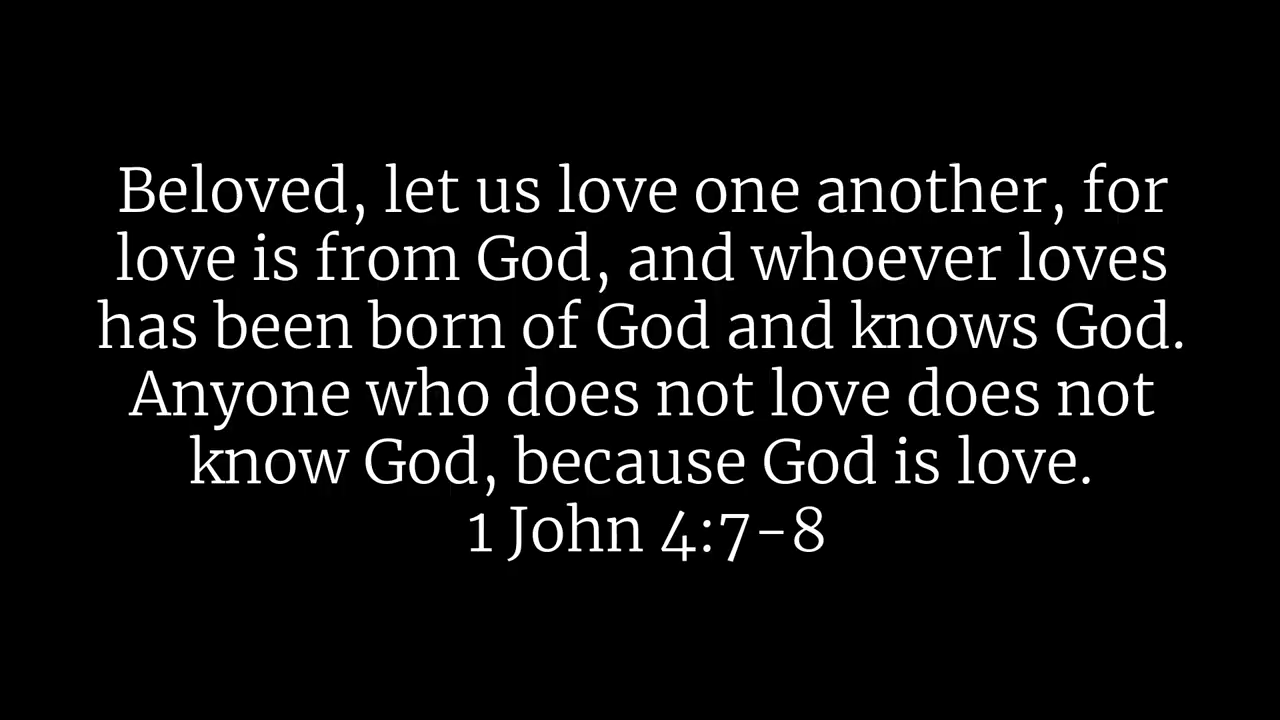 Beloved, let us love one another, for
love is from God, and whoever loves
has been born of God and knows God.
Anyone who does not love does not
know God, because God is love.
1 John 4:7-8